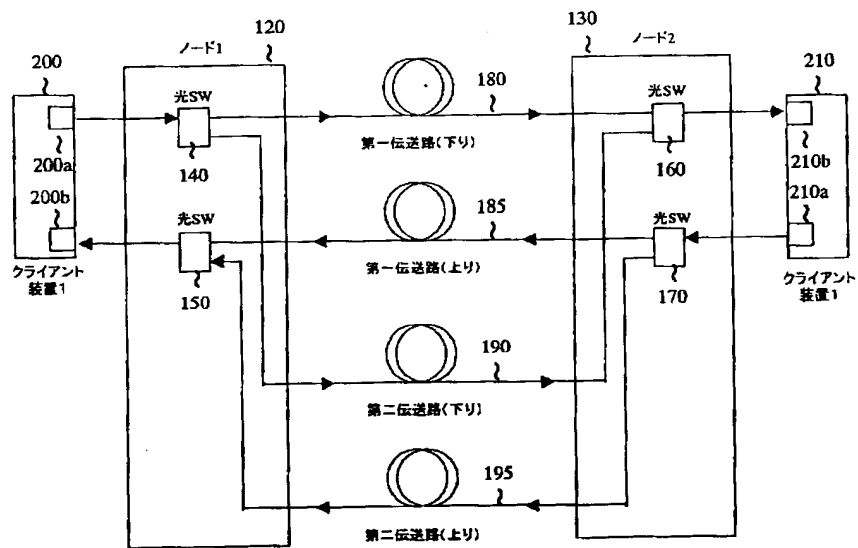 ノード1
120
130
ノード2
200
光SW
180
210
200a
140
第一伝送路(下り)
光SW
160
210b
200b
光SW
185
光SW
210a
クライアント
装置1
150
第一伝送路(上り)
170
クライアント
装置1
190
第二伝送路(下り)
195
第二伝送路(上り)